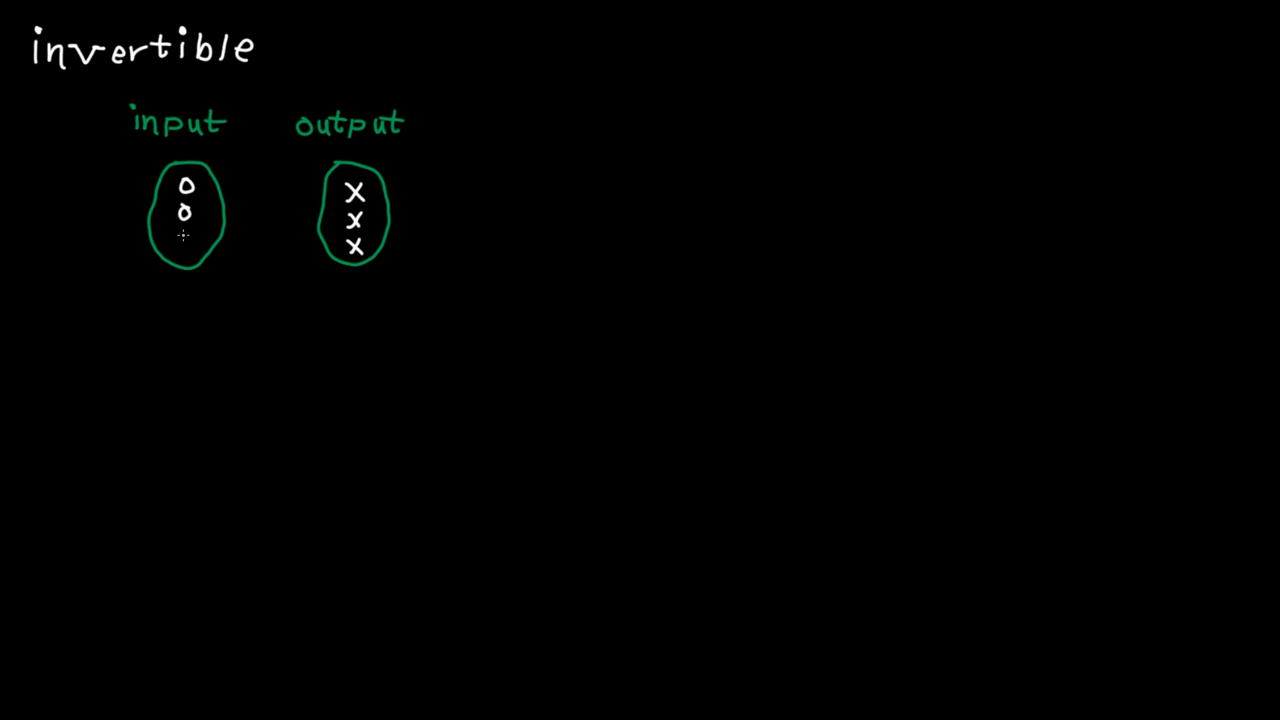 invertible
input output
o x
o x
x